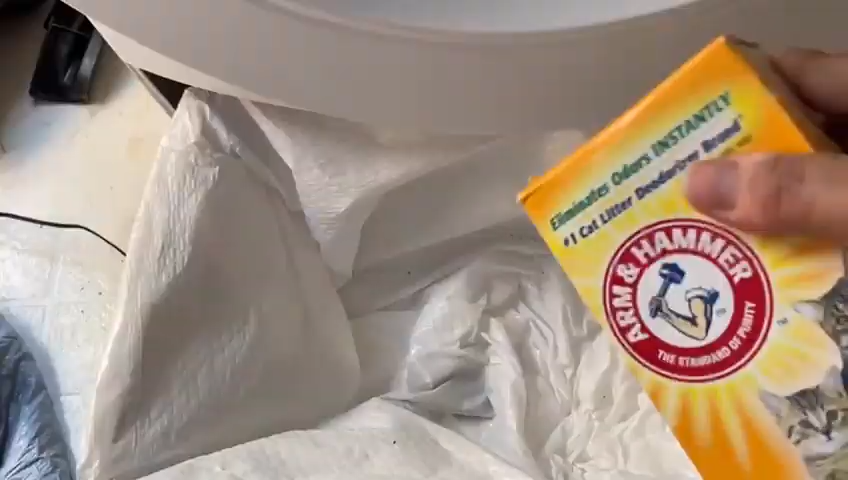 Eliminates Odors INSTANTLY
#1 Cat Litter Deodorizer Brand*
ARM & HAMMER
THE STANDARD OF PURITY